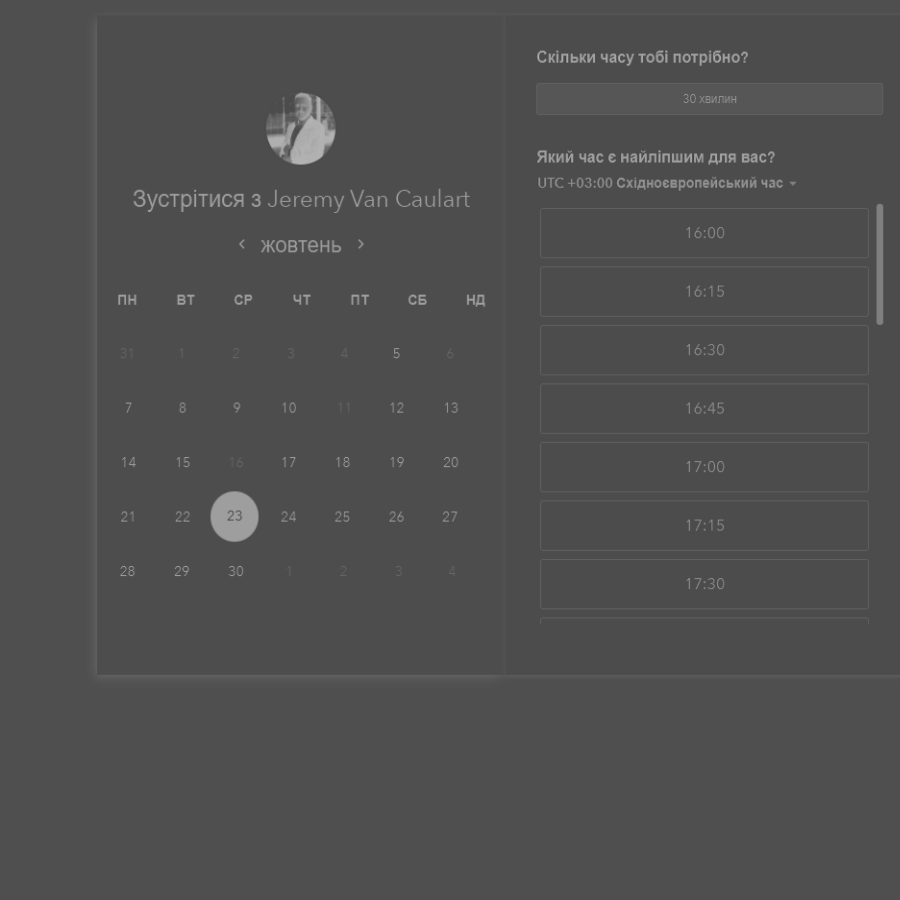 Зустрітися з Jeremy Van Caulart
жовтень
ПН ВТ СР ЧТ ПТ СБ НД
31 1 2 3 4 5 6
7 8 9 10 11 12 13
14 15 16 17 18 19 20
21 22 23 24 25 26 27
28 29 30 1 2 3 4
Скільки часу тобі потрібно?
30 хвилин
Який час є найліпшим для вас?
UTC +03:00 Східноєвропейський час
16:00
16:15
16:30
16:45
17:00
17:15
17:30